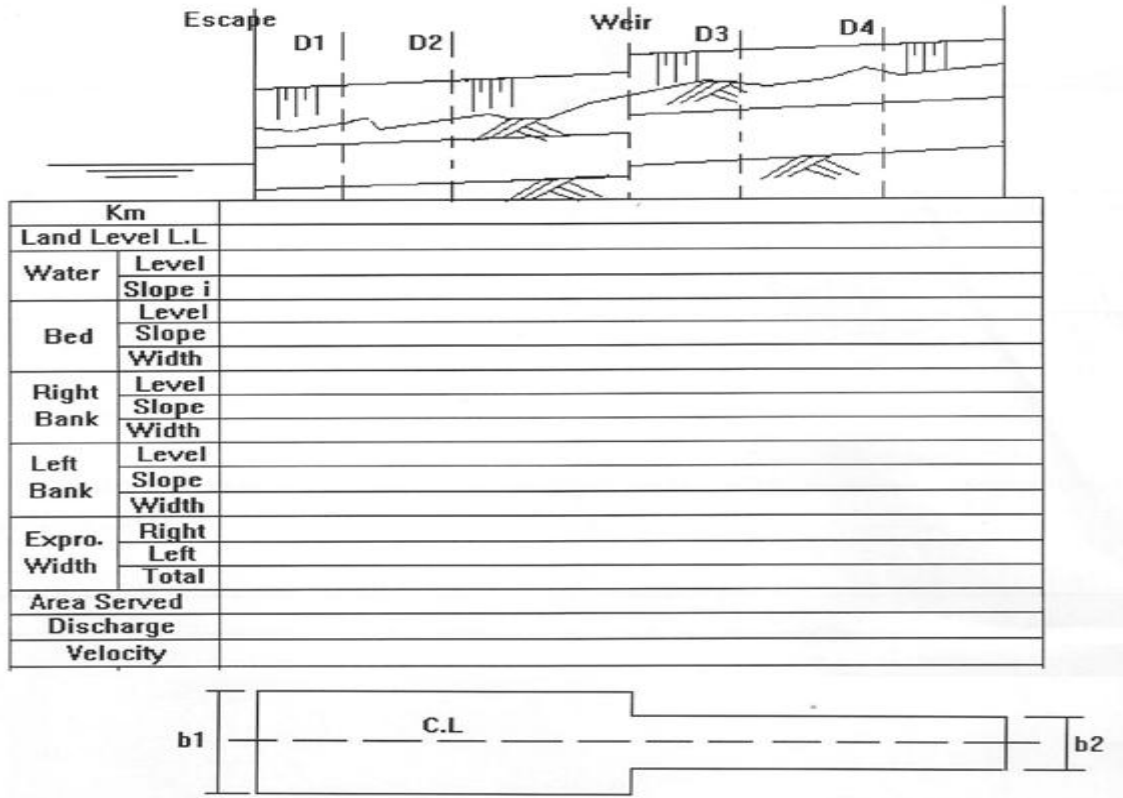 Escape
Weir
D1
D2
D3
D4
Km
Land Level L.L
Water
Level
Slope i
Bed
Level
Slope
Width
Right
Bank
Level
Slope
Width
Left
Bank
Level
Slope
Width
Expro.
Width
Right
Left
Total
Area Served
Discharge
Velocity
b1
C.L
b2